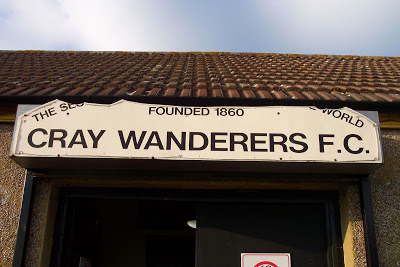 THE
FOUNDED 1860
WORLD
CRAY WANDERERS F.C.